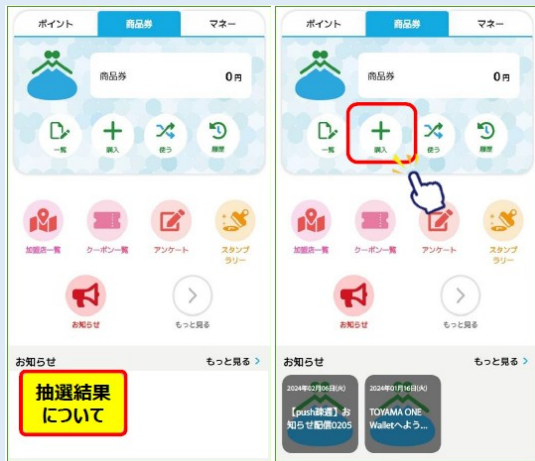 ポイント
商品券
マネー
商品券
0円
一覧
購入
使う
履歴
加盟店一覧
クーポン一覧
アンケート
スタンプ
ラリー
お知らせ
もっと見る
お知らせ
もっと見る
抽選結果
について
ポイント
商品券
マネー
商品券
0円
一覧
購入
使う
履歴
加盟店一覧
クーポン一覧
アンケート
スタンプ
ラリー
お知らせ
もっと見る
お知らせ
もっと見る
2024年02月06日(火)
【push疎通】お
知らせ配信0205
2024年01月16日(火)
TOYAMA ONE
Walletへよう...